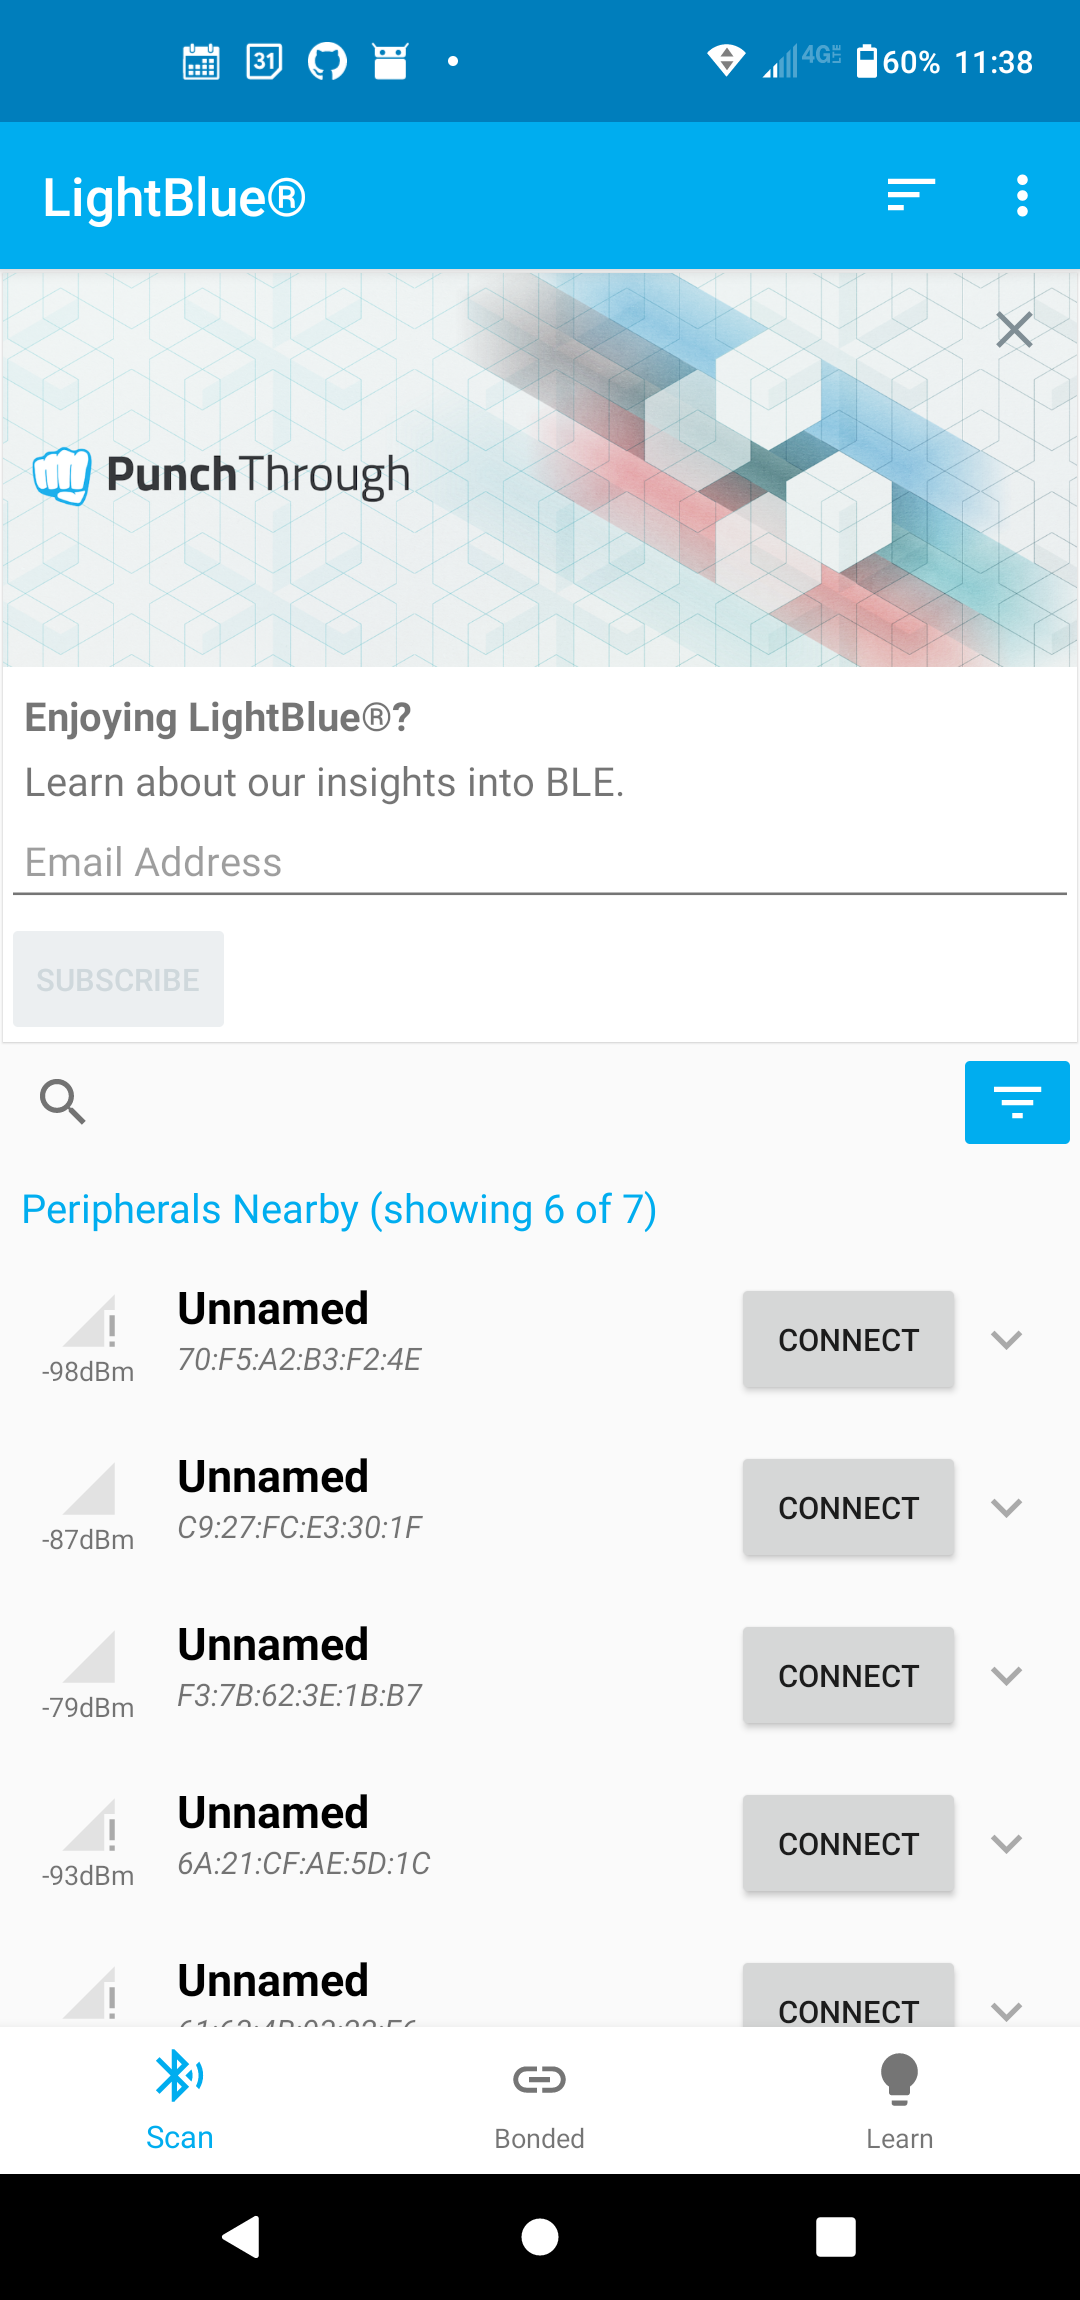 31
4G LTE 60% 11:38
LightBlue®
PunchThrough
Enjoying LightBlue®?
Learn about our insights into BLE.
Email Address
SUBSCRIBE
Peripherals Nearby (showing 6 of 7)
Unnamed
70:F5:A2:B3:F2:4E
-98dBm
CONNECT
Unnamed
C9:27:FC:E3:30:1F
-87dBm
CONNECT
Unnamed
F3:7B:62:3E:1B:B7
-79dBm
CONNECT
Unnamed
6A:21:CF:AE:5D:1C
-93dBm
CONNECT
Unnamed
CONNECT
Scan
Bonded
Learn